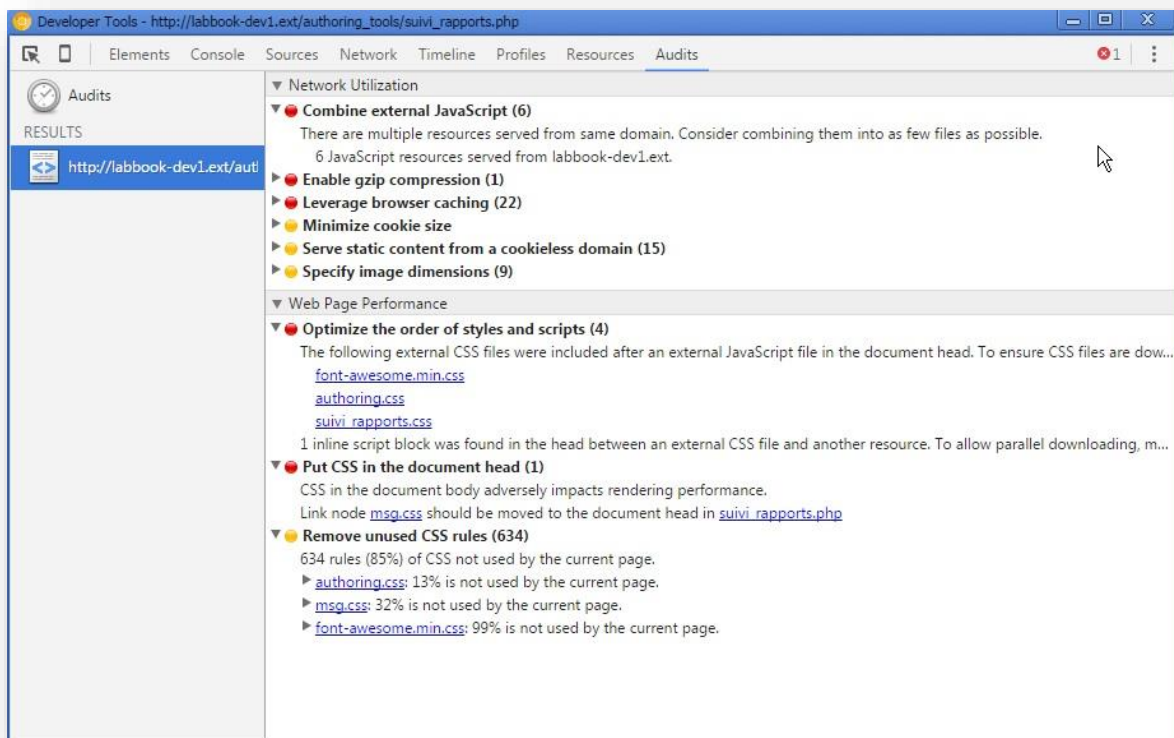 Developer Tools - http://labbook-dev1.ext/authoring_tools/suivi_rapports.php
Elements Console Sources Network Timeline Profiles Resources Audits 1
Audits
RESULTS
http://labbook-dev1.ext/aut
Network Utilization
Combine external JavaScript (6)
There are multiple resources served from same domain. Consider combining them into as few files as possible.
6 JavaScript resources served from labbook-dev1.ext.
Enable gzip compression (1)
Leverage browser caching (22)
Minimize cookie size
Serve static content from a cookieless domain (15)
Specify image dimensions (9)
Web Page Performance
Optimize the order of styles and scripts (4)
The following external CSS files were included after an external JavaScript file in the document head. To ensure CSS files are dow...
font-awesome.min.css
authoring.css
suivi_rapports.css
1 inline script block was found in the head between an external CSS file and another resource. To allow parallel downloading, m...
Put CSS in the document head (1)
CSS in the document body adversely impacts rendering performance.
Link node msg.css should be moved to the document head in suivi_rapports.php
Remove unused CSS rules (634)
634 rules (85%) of CSS not used by the current page.
authoring.css: 13% is not used by the current page.
msg.css: 32% is not used by the current page.
font-awesome.min.css: 99% is not used by the current page.